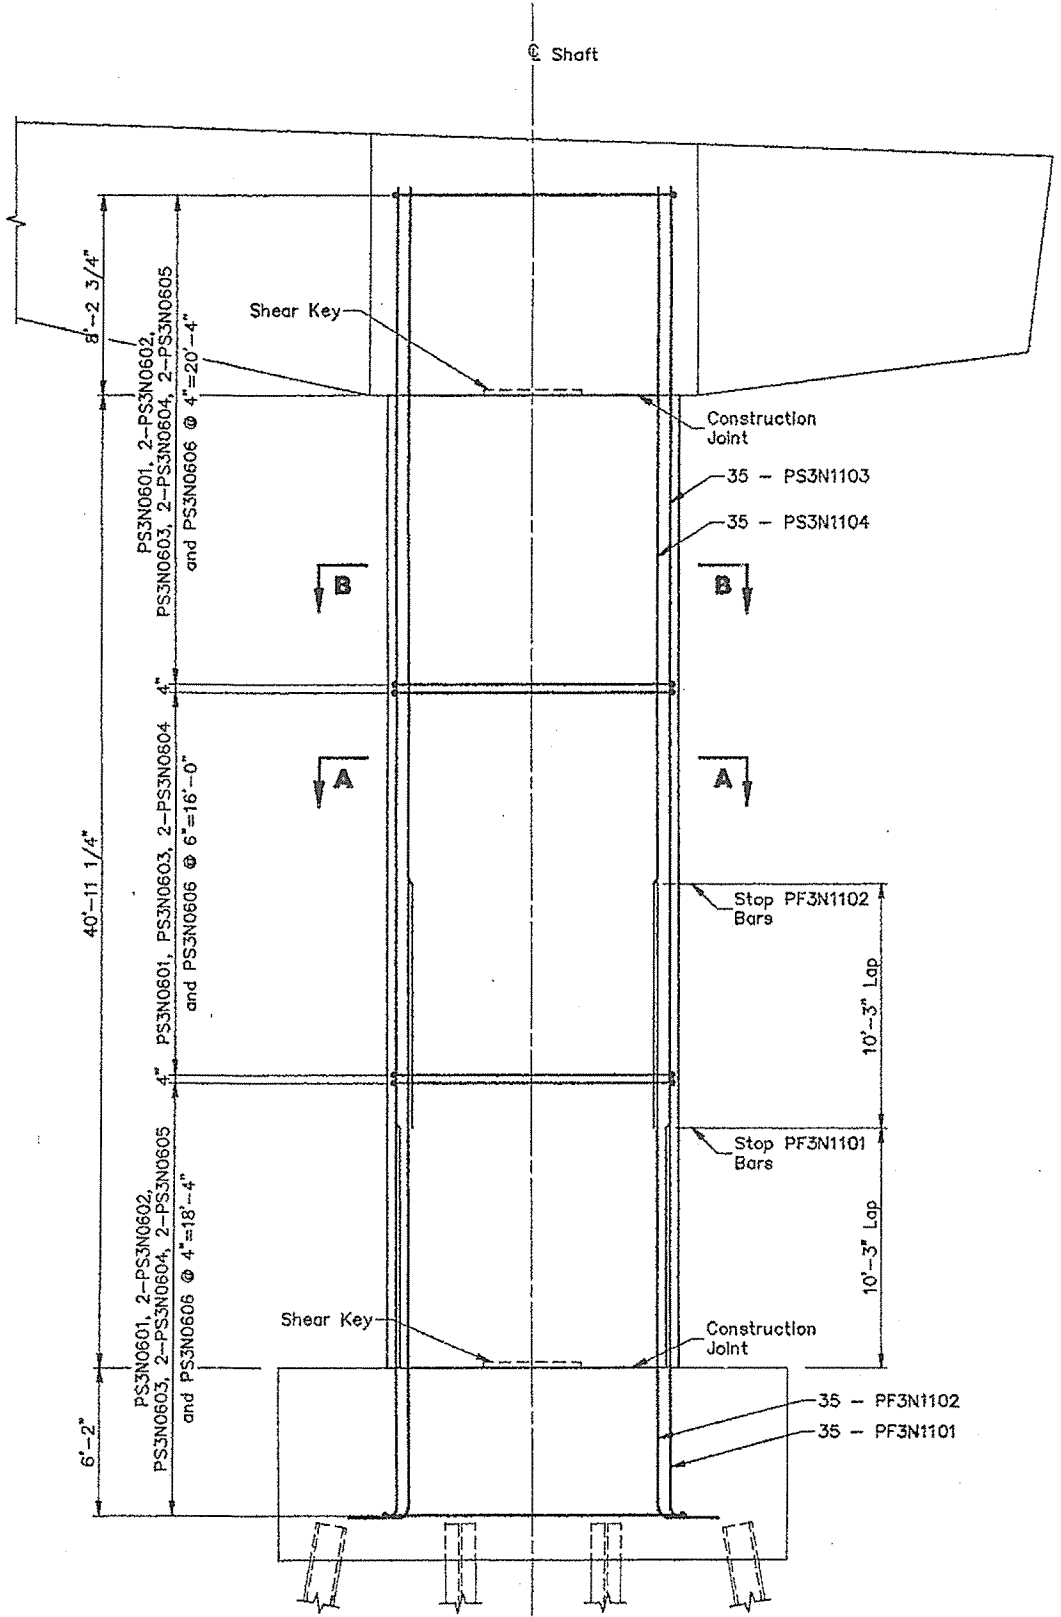 ℄ Shaft
8'-2 3/4"
PS3N0601, 2-PS3N0602,
PS3N0603, 2-PS3N0604, 2-PS3N0605
and PS3N0606 @ 4"=20'-4"
Shear Key
Construction
Joint
35 - PS3N1103
35 - PS3N1104
B
B
4"
A
A
40'-11 1/4"
PS3N0601, PS3N0603, 2-PS3N0604
and PS3N0606 @ 6"=16'-0"
Stop PF3N1102
Bars
10'-3" Lap
4"
Stop PF3N1101
Bars
10'-3" Lap
PS3N0601, 2-PS3N0602,
PS3N0603, 2-PS3N0604, 2-PS3N0605
and PS3N0606 @ 4"=18'-4"
Shear Key
Construction
Joint
6'-2"
35 - PF3N1102
35 - PF3N1101